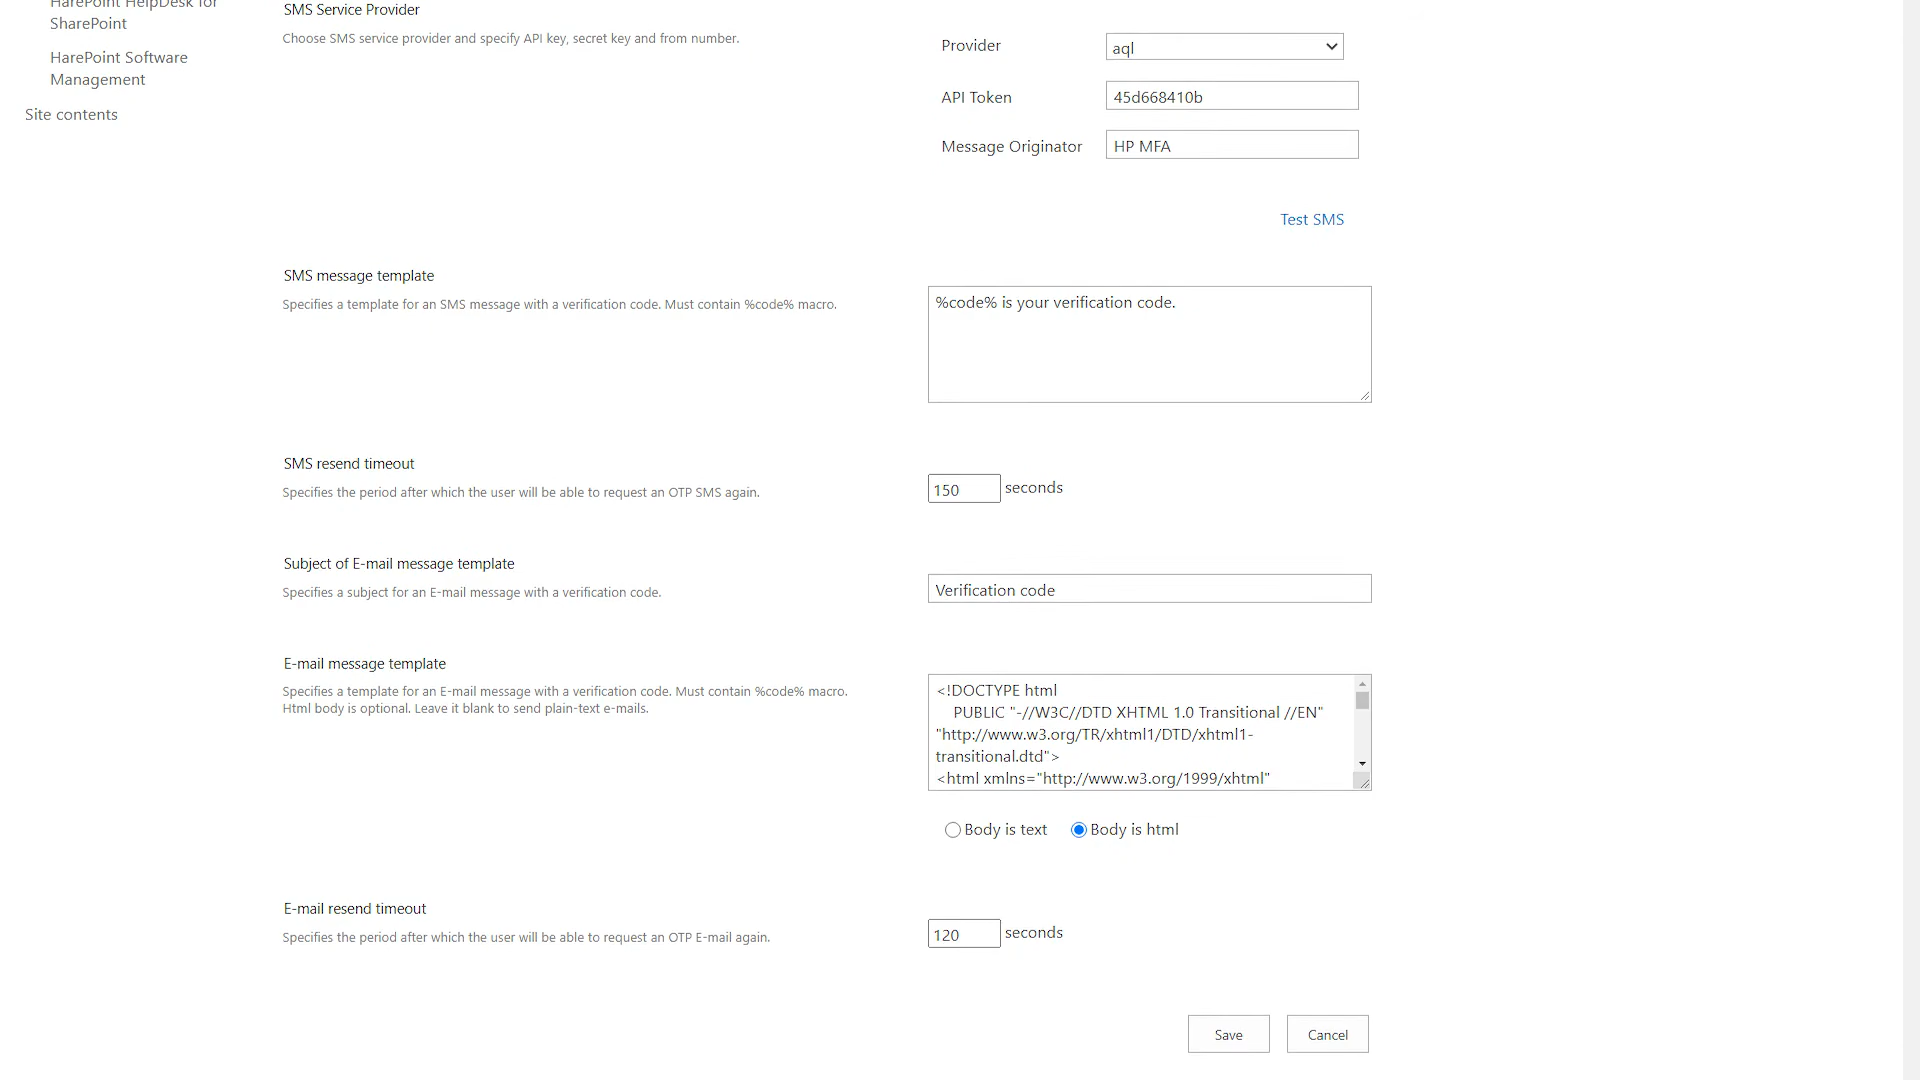 HarePoint HelpDesk for
SharePoint
HarePoint Software
Management
Site contents
SMS Service Provider
Choose SMS service provider and specify API key, secret key and from number.
Provider
aql
API Token
45d668410b
Message Originator
HP MFA
Test SMS
SMS message template
Specifies a template for an SMS message with a verification code. Must contain %code% macro.
%code% is your verification code.
SMS resend timeout
Specifies the period after which the user will be able to request an OTP SMS again.
150 seconds
Subject of E-mail message template
Specifies a subject for an E-mail message with a verification code.
Verification code
E-mail message template
Specifies a template for an E-mail message with a verification code. Must contain %code% macro.
Html body is optional. Leave it blank to send plain-text e-mails.
<!DOCTYPE html
PUBLIC "-//W3C//DTD XHTML 1.0 Transitional //EN"
"http://www.w3.org/TR/xhtml1/DTD/xhtml1-
transitional.dtd">
<html xmlns="http://www.w3.org/1999/xhtml"
Body is text Body is html
E-mail resend timeout
Specifies the period after which the user will be able to request an OTP E-mail again.
120 seconds
Save Cancel